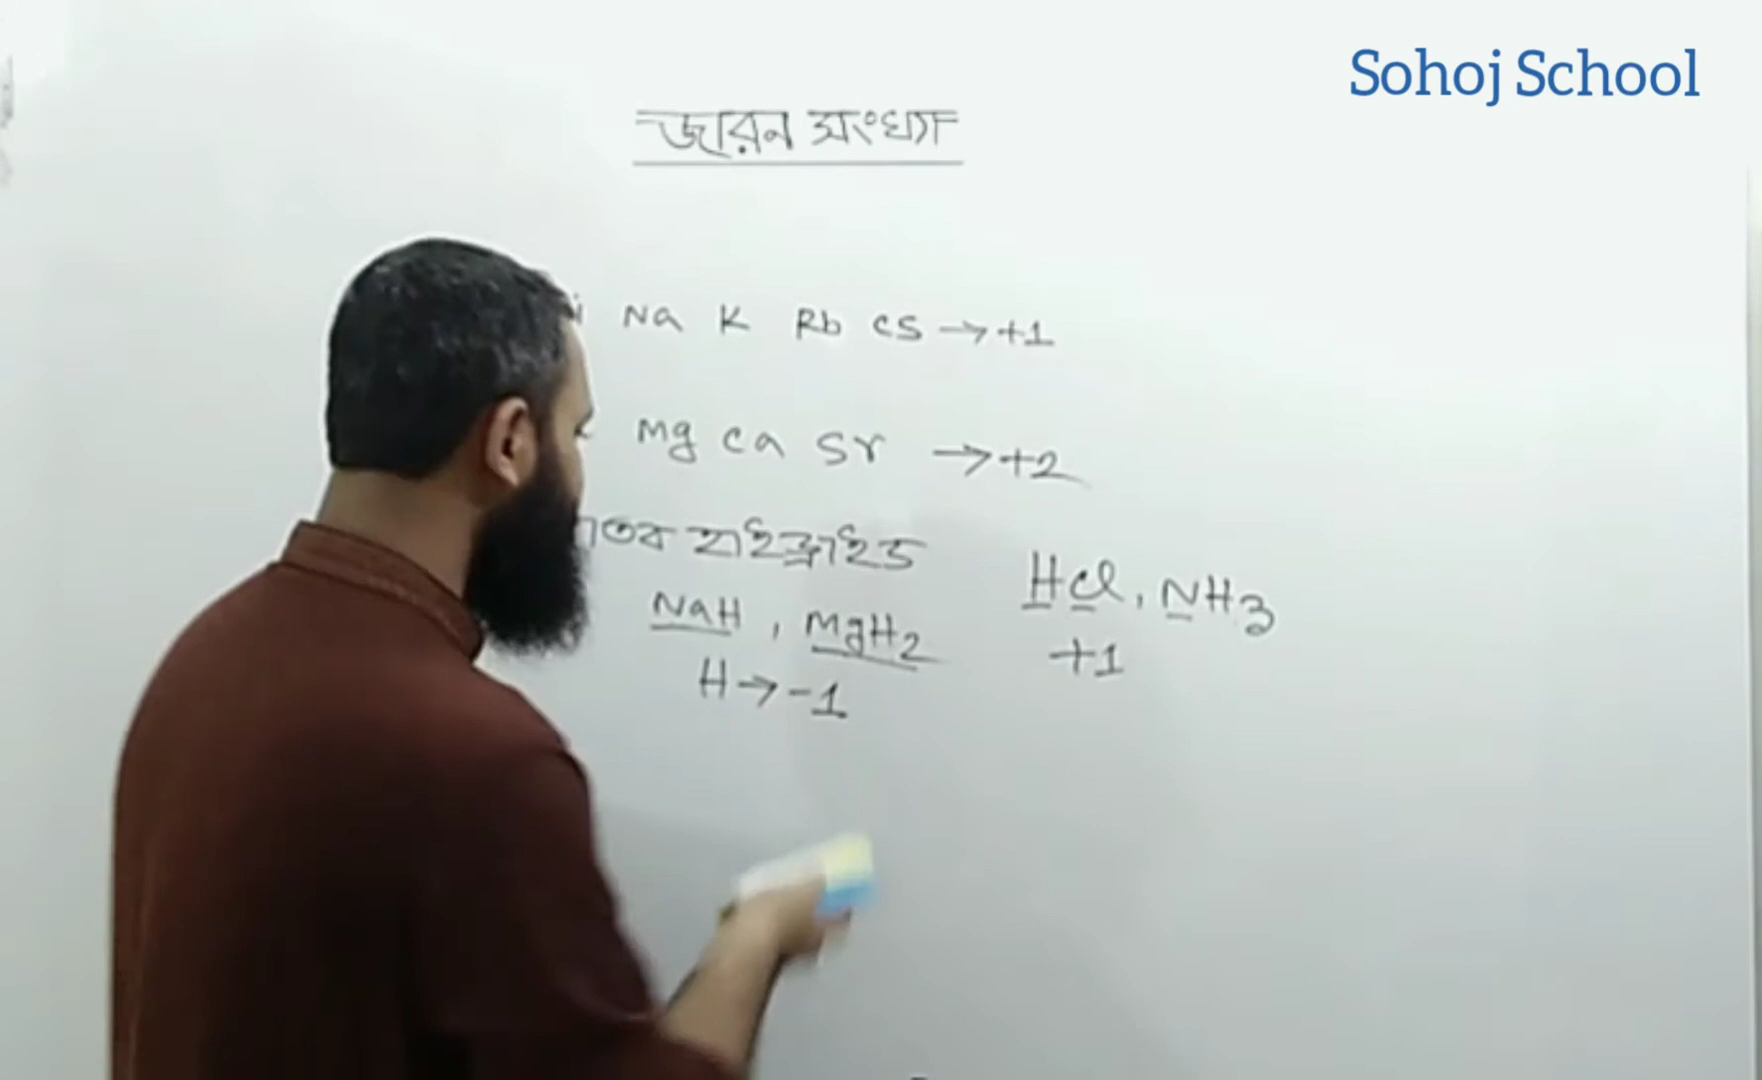 Sohoj School
জারন সংখ্যা
Na K Rb Cs → +1
Mg Ca Sr → +2
হাইড্রাইড
NaH , MgH2
H → -1
HCl , NH3
+1